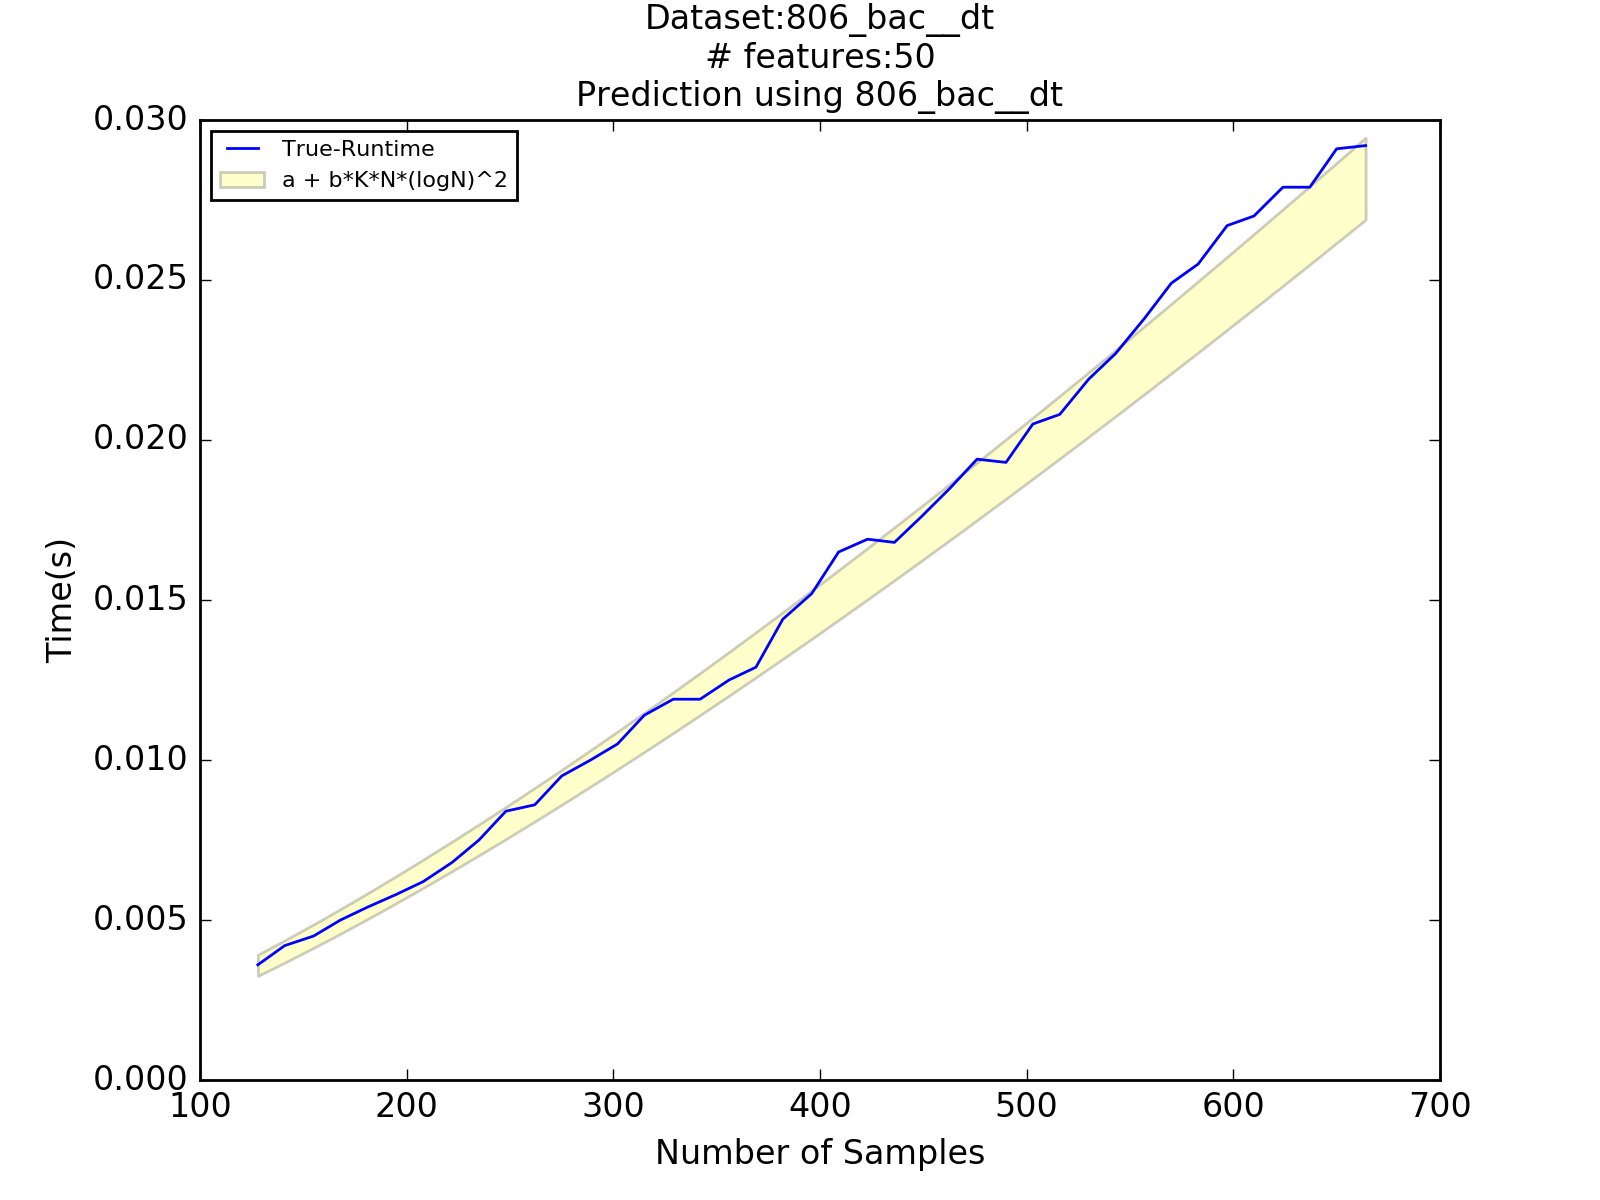 Dataset:806_bac__dt
# features:50
Prediction using 806_bac__dt
0.030
0.025
0.020
0.015
0.010
0.005
0.000
Time(s)
True-Runtime
a + b*K*N*(logN)^2
100 200 300 400 500 600 700
Number of Samples